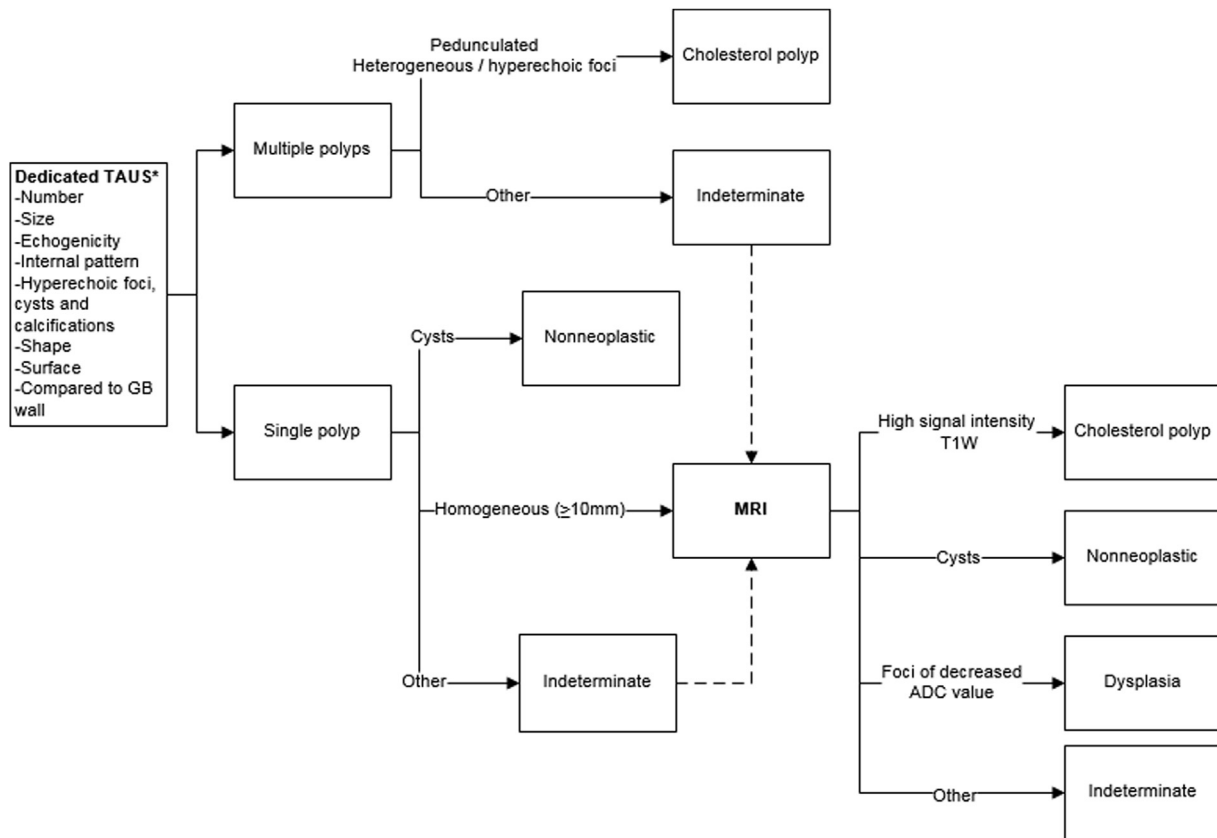 Pedunculated
Heterogeneous / hyperechoic foci
Cholesterol polyp
Multiple polyps
Dedicated TAUS*
-Number
-Size
-Echogenicity
-Internal pattern
-Hyperechoic foci,
cysts and
calcifications
-Shape
-Surface
-Compared to GB
wall
Other
Indeterminate
Cysts
Nonneoplastic
Single polyp
High signal intensity
T1W
Cholesterol polyp
Homogeneous (≥10mm)
MRI
Cysts
Nonneoplastic
Other
Indeterminate
Foci of decreased
ADC value
Dysplasia
Other
Indeterminate